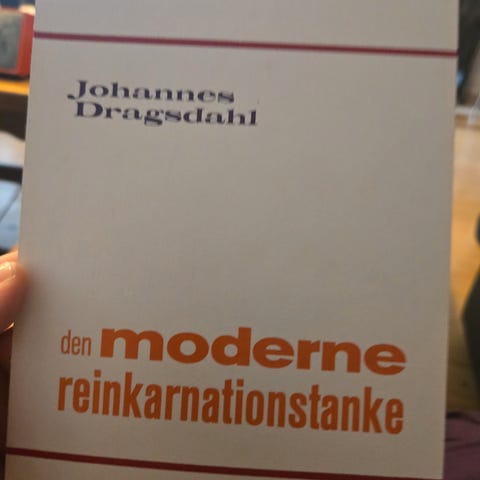 Johannes
Dragsdahl
den moderne
reinkarnationstanke